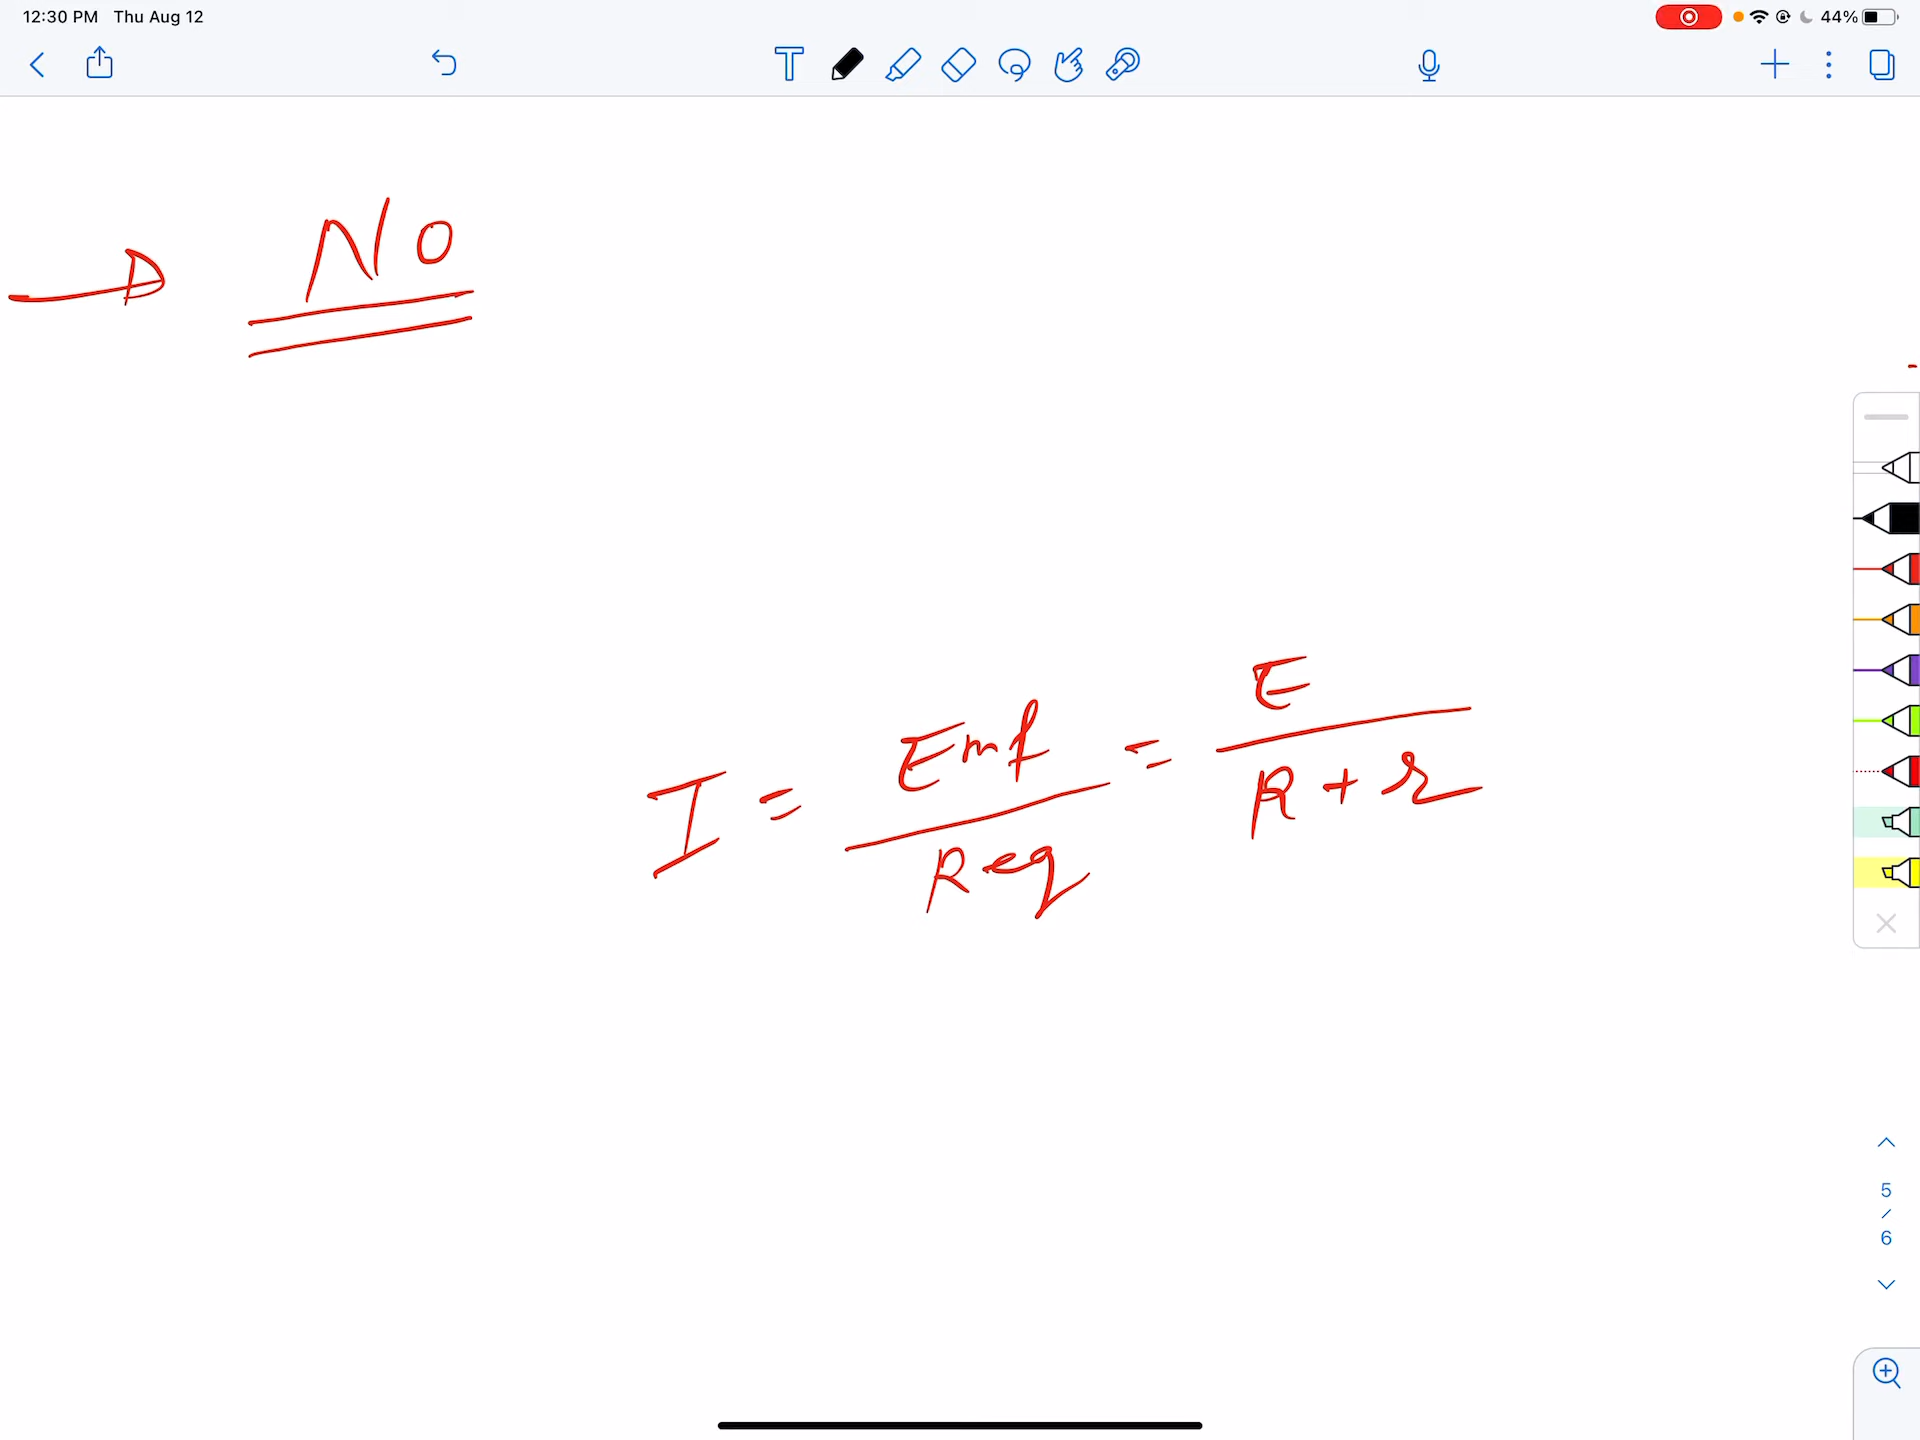 12:30 PM Thu Aug 12
44%
No
I = Emf / Req = E / R + r
5
/
6